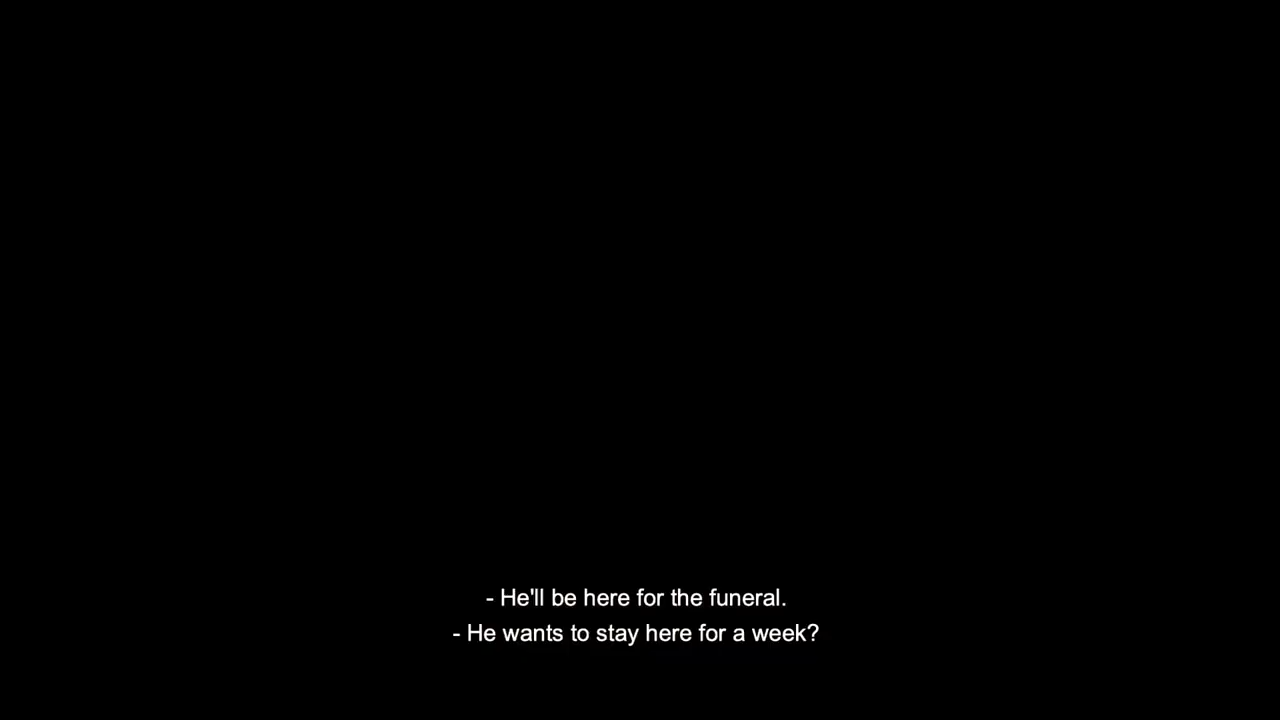 - He'll be here for the funeral.
- He wants to stay here for a week?